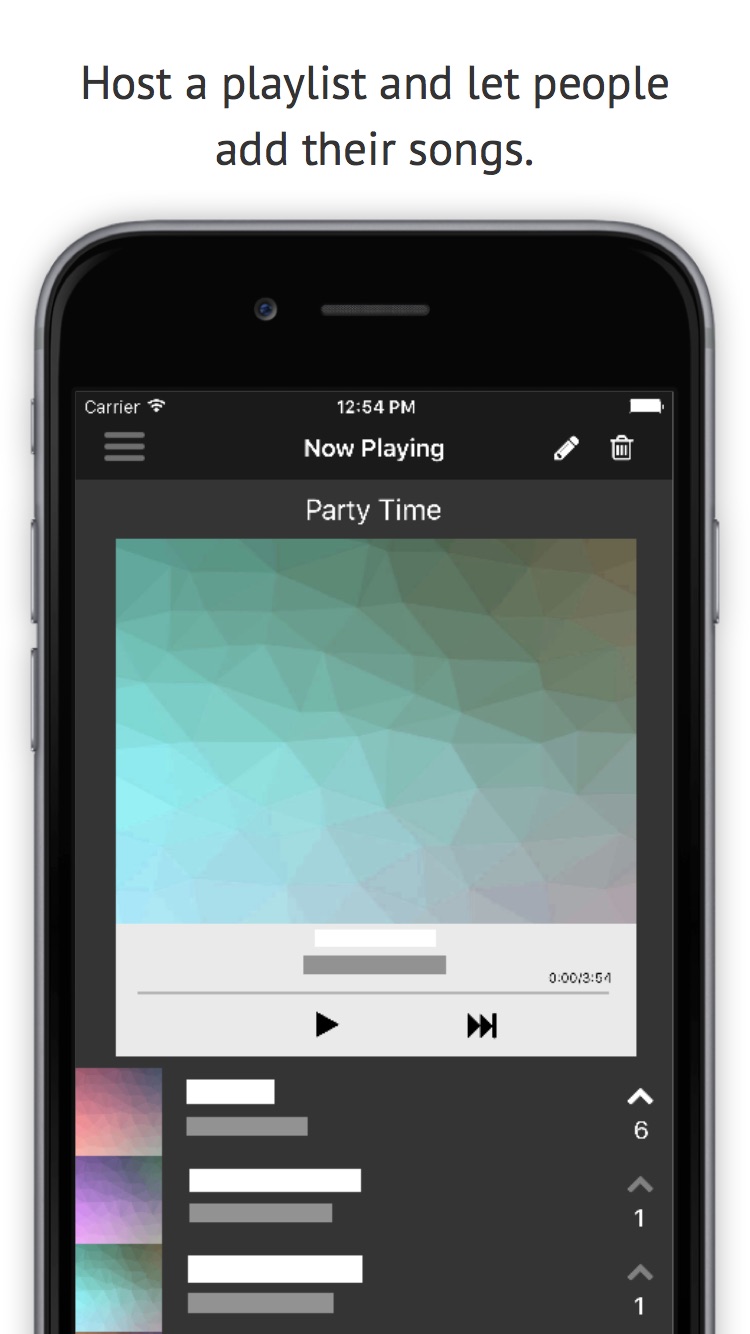 Host a playlist and let people
add their songs.
Carrier 12:54 PM
Now Playing
Party Time
0:00/3:54
6
1
1